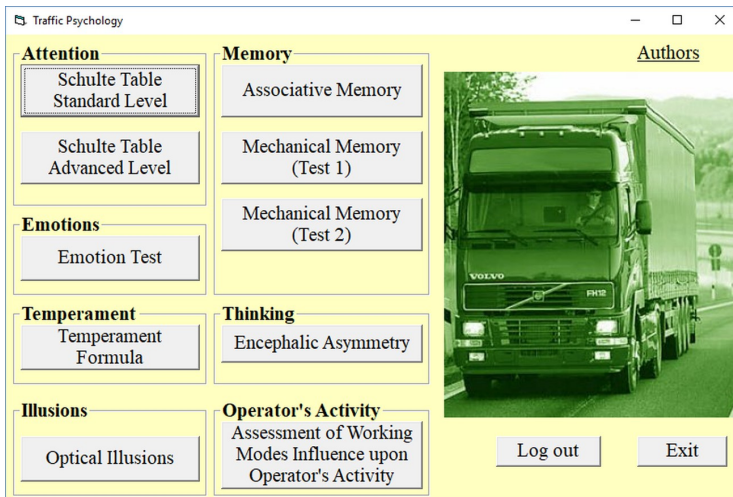 Traffic Psychology
Attention
Schulte Table
Standard Level
Schulte Table
Advanced Level
Emotions
Emotion Test
Temperament
Temperament
Formula
Illusions
Optical Illusions
Memory
Associative Memory
Mechanical Memory
(Test 1)
Mechanical Memory
(Test 2)
Thinking
Encephalic Asymmetry
Operator's Activity
Assessment of Working
Modes Influence upon
Operator's Activity
Authors
VOLVO
FH12
Log out
Exit